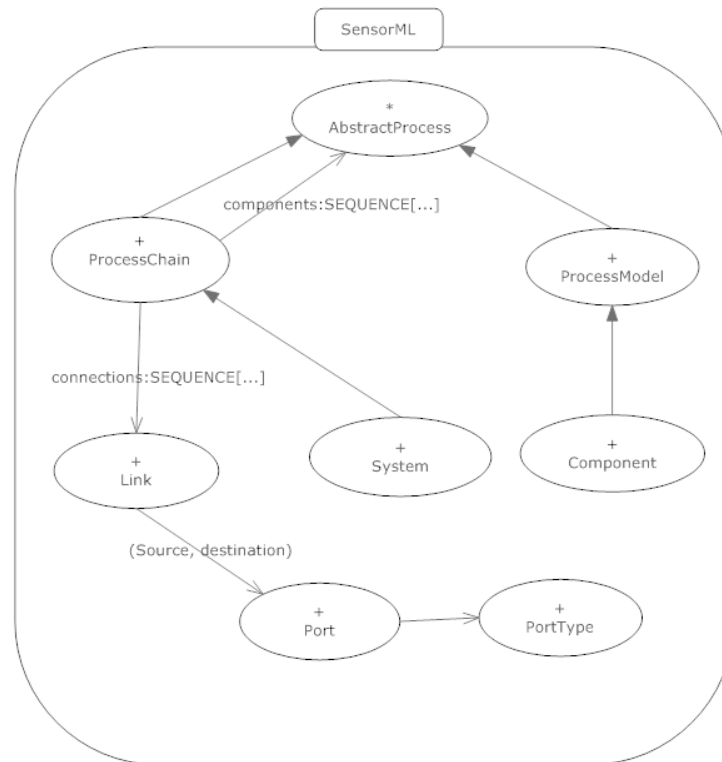 SensorML
*
AbstractProcess
components:SEQUENCE[...]
+
ProcessChain
+
ProcessModel
connections:SEQUENCE[...]
+
Link
+
System
+
Component
(Source, destination)
+
Port
+
PortType